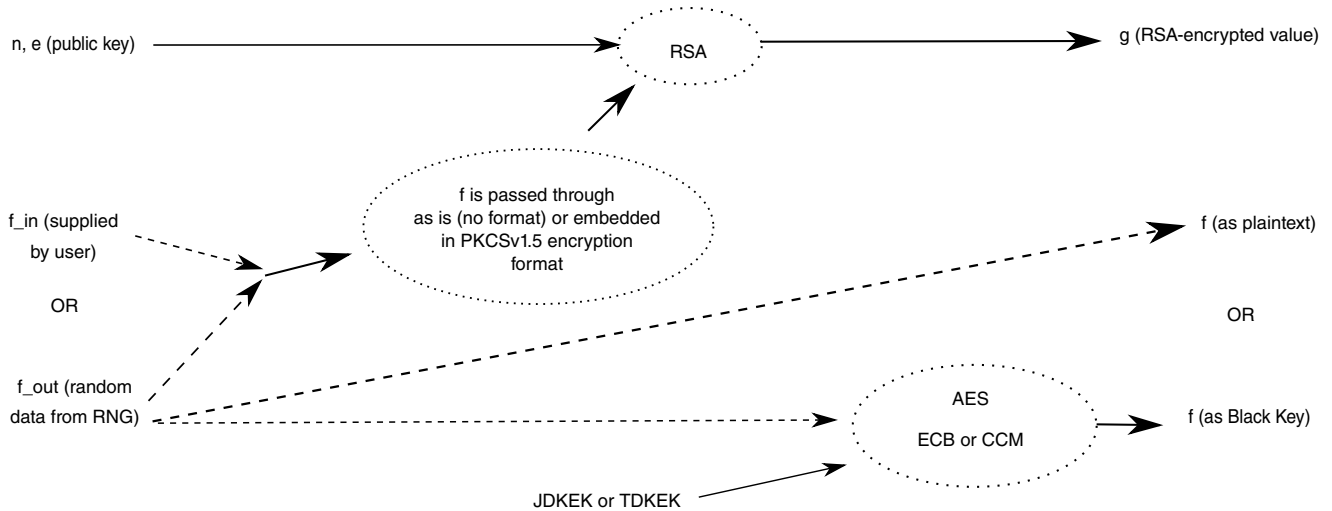 n, e (public key)
RSA
g (RSA-encrypted value)
f is passed through
as is (no format) or embedded
in PKCSv1.5 encryption
format
f_in (supplied
by user)
f (as plaintext)
OR
OR
f_out (random
data from RNG)
AES
ECB or CCM
f (as Black Key)
JDKEK or TDKEK